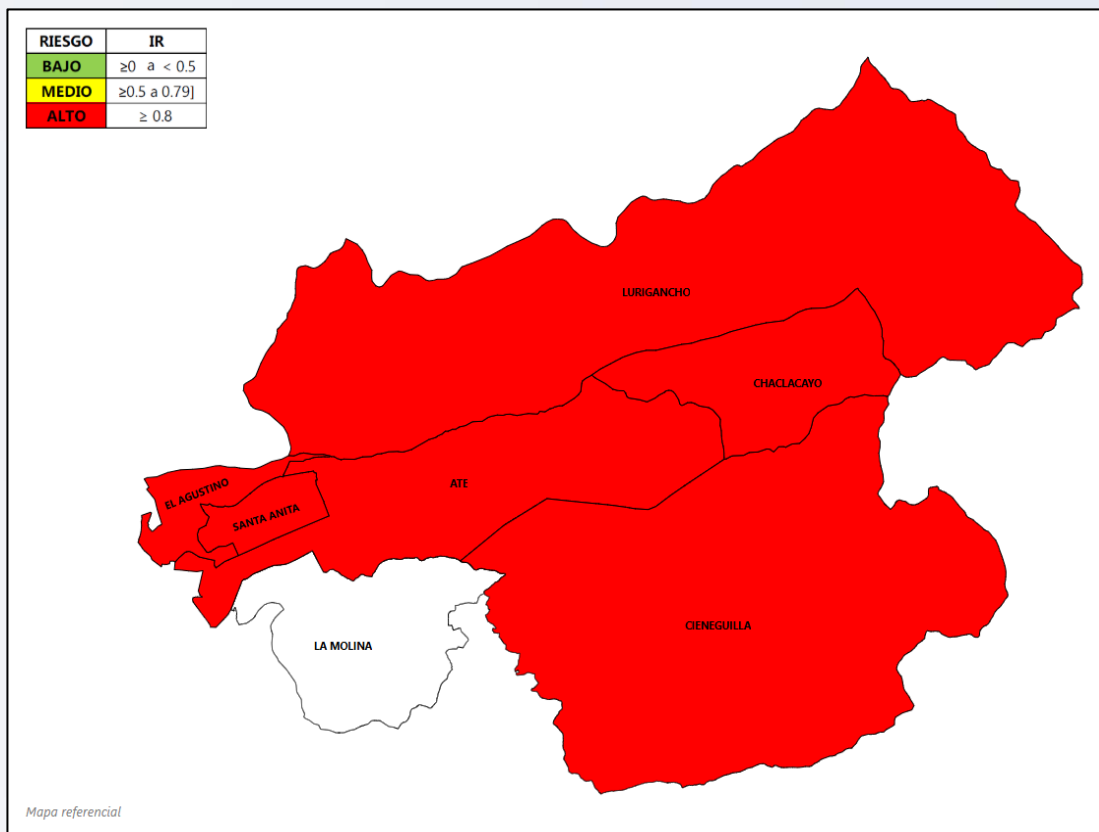 RIESGO IR
BAJO ≥0 a < 0.5
MEDIO ≥0.5 a 0.79]
ALTO ≥ 0.8
LURIGANCHO
CHACLACAYO
ATE
EL AGUSTINO
SANTA ANITA
CIENEGUILLA
LA MOLINA
Mapa referencial